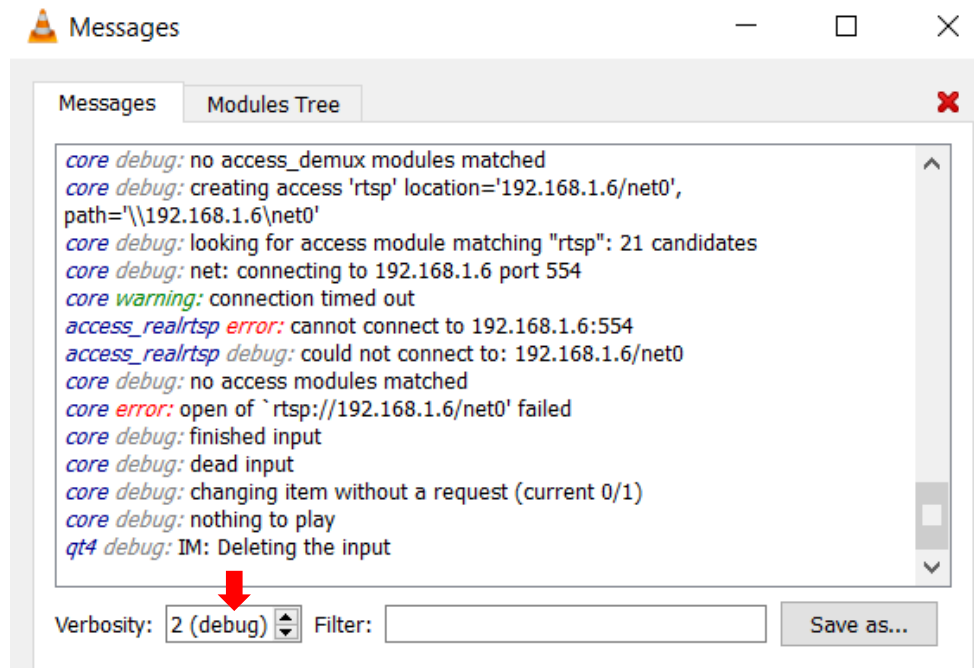 Messages
Messages Modules Tree
core debug: no access_demux modules matched
core debug: creating access 'rtsp' location='192.168.1.6/net0',
path='\\192.168.1.6\net0'
core debug: looking for access module matching "rtsp": 21 candidates
core debug: net: connecting to 192.168.1.6 port 554
core warning: connection timed out
access_realrtsp error: cannot connect to 192.168.1.6:554
access_realrtsp debug: could not connect to: 192.168.1.6/net0
core debug: no access modules matched
core error: open of `rtsp://192.168.1.6/net0' failed
core debug: finished input
core debug: dead input
core debug: changing item without a request (current 0/1)
core debug: nothing to play
qt4 debug: IM: Deleting the input
Verbosity: 2 (debug) Filter: Save as...